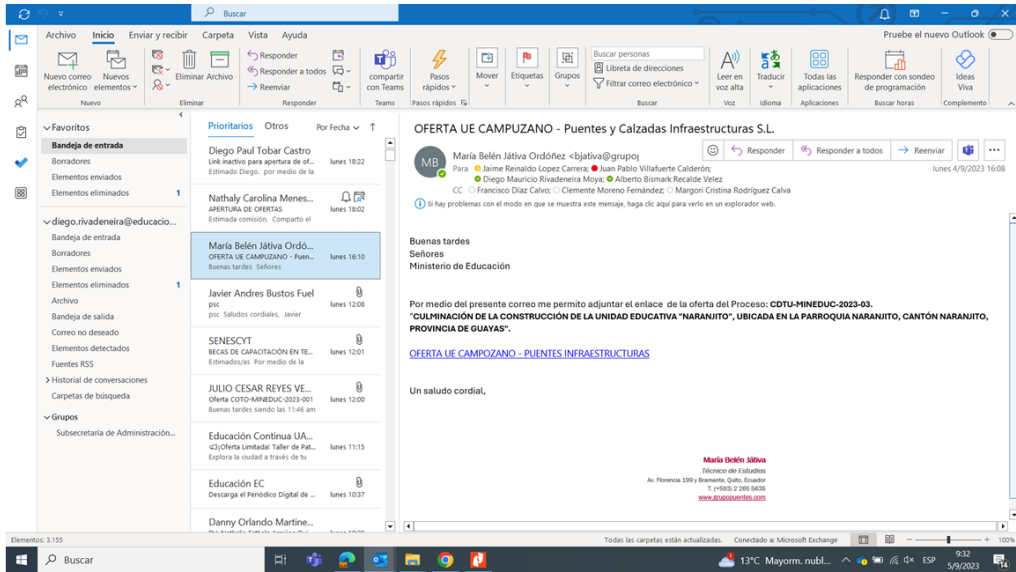 Buscar
Archivo Inicio Enviar y recibir Carpeta Vista Ayuda
Pruebe el nuevo Outlook
Nuevo correo electrónico
Nuevos elementos
Nuevo
Eliminar Archivo
Eliminar
Responder
Responder a todos
Reenviar
Responder
compartir con Teams
Teams
Pasos rápidos
Pasos rápidos
Mover
Etiquetas
Grupos
Buscar personas
Libreta de direcciones
Filtrar correo electrónico
Buscar
Leer en voz alta
Voz
Traducir
Idioma
Todas las aplicaciones
Aplicaciones
Responder con sondeo de programación
Buscar horas
Ideas Viva
Complemento
Favoritos
Bandeja de entrada
Borradores
Elementos enviados
Elementos eliminados 1
diego.rivadeneira@educacio...
Bandeja de entrada
Borradores
Elementos enviados
Elementos eliminados 1
Archivo
Bandeja de salida
Correo no deseado
Elementos detectados
Fuentes RSS
Historial de conversaciones
Carpetas de búsqueda
Grupos
Subsecretaría de Administración...
Prioritarios Otros Por Fecha
Diego Paul Tobar Castro
Link inactivo para apertura de of... lunes 18:22
Estimado Diego. por medio de la
Nathaly Carolina Menes...
APERTURA DE OFERTAS lunes 18:02
Estimada comisión, Comparto el
María Belén Játiva Ordó...
OFERTA UE CAMPUZANO - Puen... lunes 16:10
Buenas tardes Señores
Javier Andres Bustos Fuel
psc lunes 12:08
psc Saludos cordiales, Javier
SENESCYT
BECAS DE CAPACITACIÓN EN TE... lunes 12:01
Estimados/as Por medio de la
JULIO CESAR REYES VE...
Oferta COTO-MINEDUC-2023-001 lunes 12:00
Buenas tardes siendo las 11:46 am
Educación Continua UA...
¡Oferta Limitada! Taller de Pat... lunes 11:15
Explora la ciudad a través de tu
Educación EC
Descarga el Periódico Digital de ... lunes 10:37
Danny Orlando Martine...
OFERTA UE CAMPUZANO - Puentes y Calzadas Infraestructuras S.L.
MB
María Belén Játiva Ordóñez <bjativa@grupo
Responder Responder a todos Reenviar
Para Jaime Reinaldo Lopez Carrera; Juan Pablo Villafuerte Calderón;
lunes 4/9/2023 16:08
Diego Mauricio Rivadeneira Moya; Alberto Bismark Recalde Velez
CC Francisco Díaz Calvo; Clemente Moreno Fernández; Margori Cristina Rodríguez Calva
Si hay problemas con el modo en que se muestra este mensaje, haga clic aquí para verlo en un explorador web.
Buenas tardes
Señores
Ministerio de Educación
Por medio del presente correo me permito adjuntar el enlace de la oferta del Proceso: CDTU-MINEDUC-2023-03.
"CULMINACIÓN DE LA CONSTRUCCIÓN DE LA UNIDAD EDUCATIVA "NARANJITO", UBICADA EN LA PARROQUIA NARANJITO, CANTÓN NARANJITO,
PROVINCIA DE GUAYAS".
OFERTA UE CAMPOZANO - PUENTES INFRAESTRUCTURAS
Un saludo cordial,
María Belén Játiva
Técnico de Estudios
Av. Florencia 199 y Bramante, Quito, Ecuador
T. (+593) 2 265 5635
www.grupopuentes.com
Elementos: 3.155
Todas las carpetas están actualizadas. Conectado a: Microsoft Exchange
100%
Buscar
13°C Mayorm. nubl...
ESP
9:32
5/9/2023
14